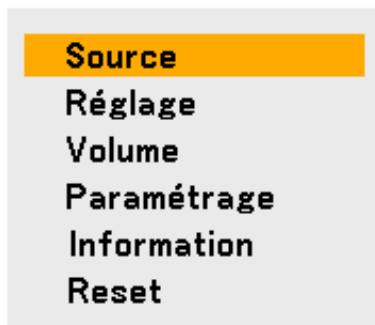 Source
Réglage
Volume
Paramétrage
Information
Reset